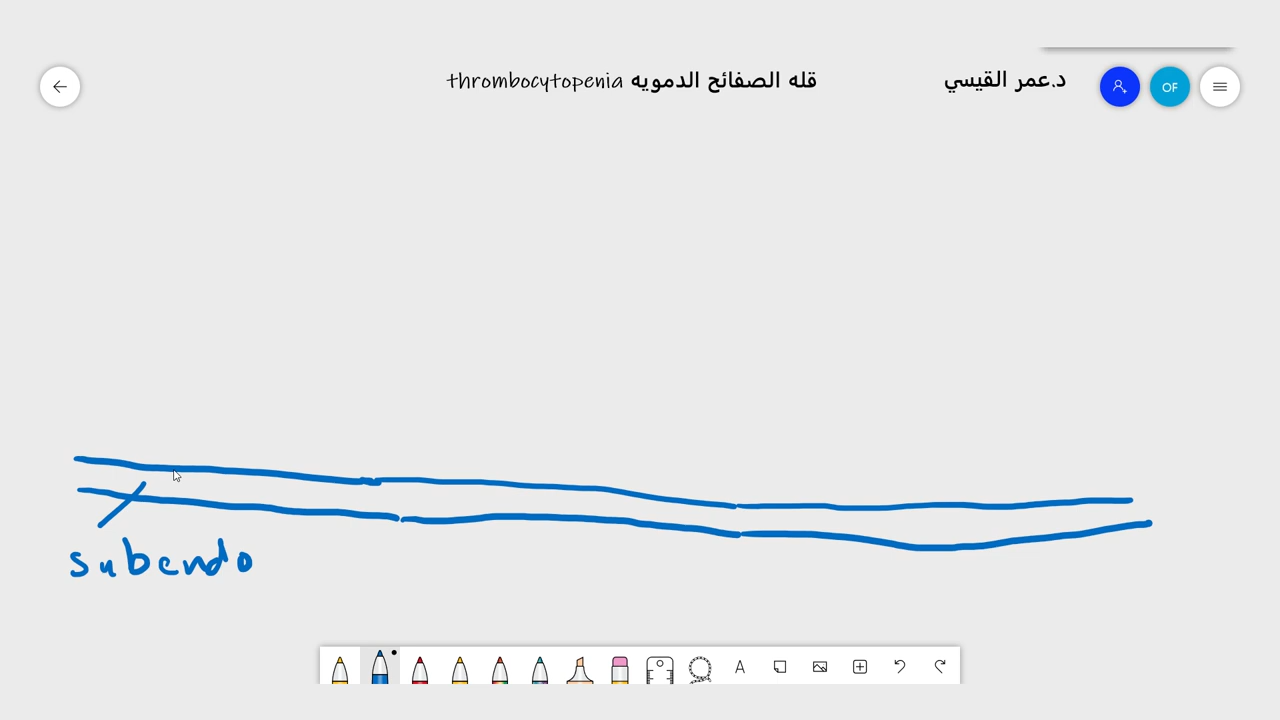 د.عمر القيسي
قله الصفائح الدمويه thrombocytopenia
OF
subendo
A